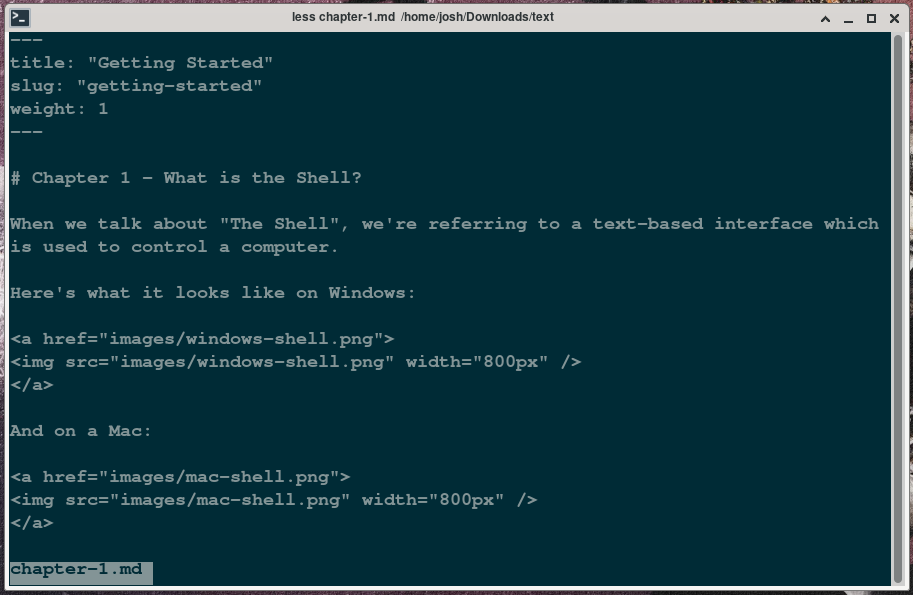 less chapter-1.md /home/josh/Downloads/text
---
title: "Getting Started"
slug: "getting-started"
weight: 1
---
# Chapter 1 - What is the Shell?
When we talk about "The Shell", we're referring to a text-based interface which
is used to control a computer.
Here's what it looks like on Windows:
<a href="images/windows-shell.png">
<img src="images/windows-shell.png" width="800px" />
</a>
And on a Mac:
<a href="images/mac-shell.png">
<img src="images/mac-shell.png" width="800px" />
</a>
chapter-1.md